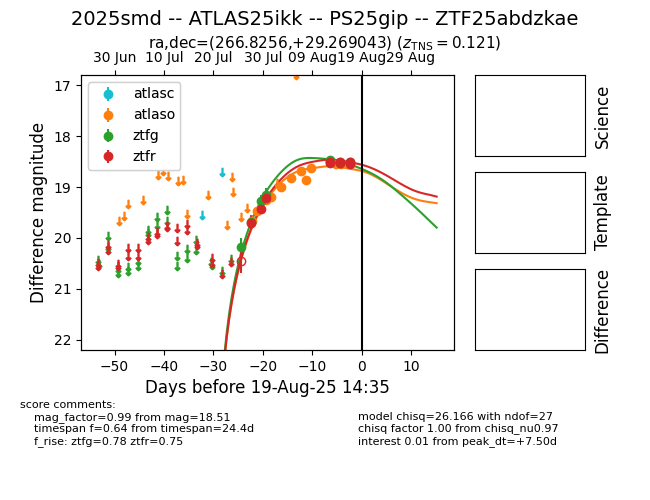 2025smd -- ATLAS25ikk -- PS25gip -- ZTF25abdzkae
ra,dec=(266.8256,+29.269043) (z_TNS = 0.121)
30 Jun 10 Jul 20 Jul 30 Jul 09 Aug 19 Aug 29 Aug
17
18
19
20
21
22
Difference magnitude
atlasc
atlaso
ztfg
ztfr
−50 −40 −30 −20 −10 0 10
Days before 19-Aug-25 14:35
Science
Template
Difference
score comments:
mag_factor=0.99 from mag=18.51
timespan f=0.64 from timespan=24.4d
f_rise: ztfg=0.78 ztfr=0.75
model chisq=26.166 with ndof=27
chisq factor 1.00 from chisq_nu0.97
interest 0.01 from peak_dt=+7.50d